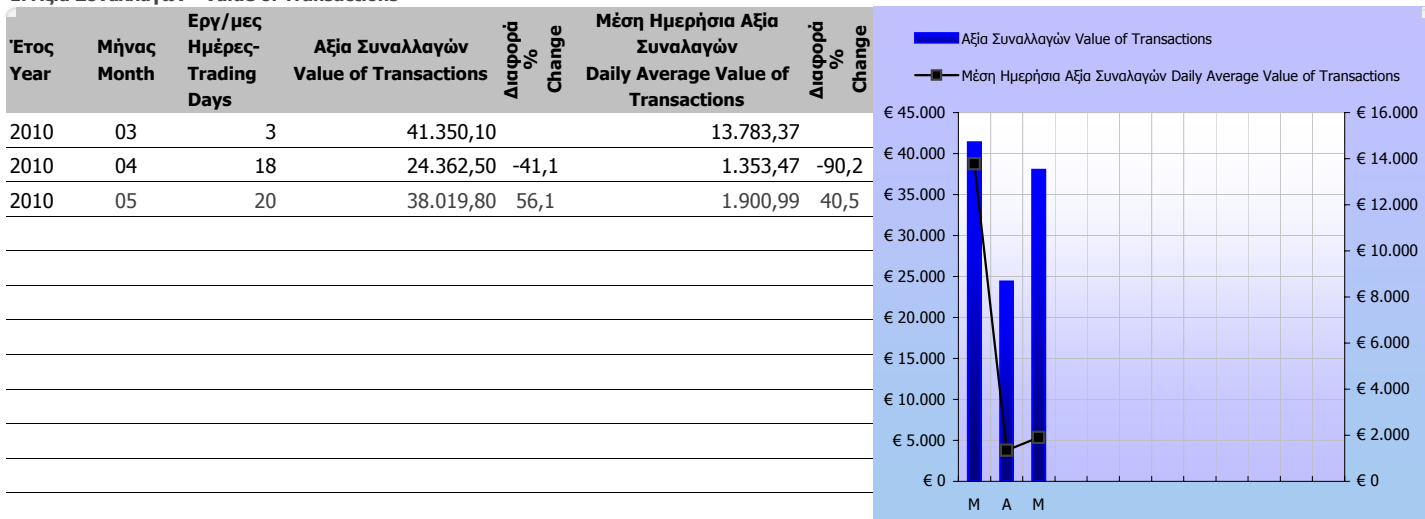 Έτος
Year
Μήνας
Month
Εργ/μες
Ημέρες-
Trading
Days
Αξία Συναλλαγών
Value of Transactions
Διαφορά
%
Change
Μέση Ημερήσια Αξία
Συναλαγών
Daily Average Value of
Transactions
Διαφορά
%
Change
2010 03 3 41.350,10 13.783,37
2010 04 18 24.362,50 -41,1 1.353,47 -90,2
2010 05 20 38.019,80 56,1 1.900,99 40,5
Αξία Συναλλαγών Value of Transactions
Μέση Ημερήσια Αξία Συναλαγών Daily Average Value of Transactions
€ 45.000
€ 40.000
€ 35.000
€ 30.000
€ 25.000
€ 20.000
€ 15.000
€ 10.000
€ 5.000
€ 0
€ 16.000
€ 14.000
€ 12.000
€ 10.000
€ 8.000
€ 6.000
€ 4.000
€ 2.000
€ 0
M A M